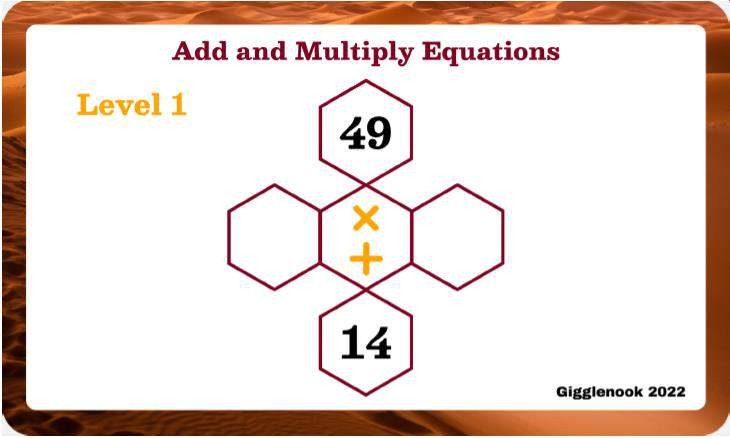 Add and Multiply Equations
Level 1
49
×
+
14
Gigglenook 2022